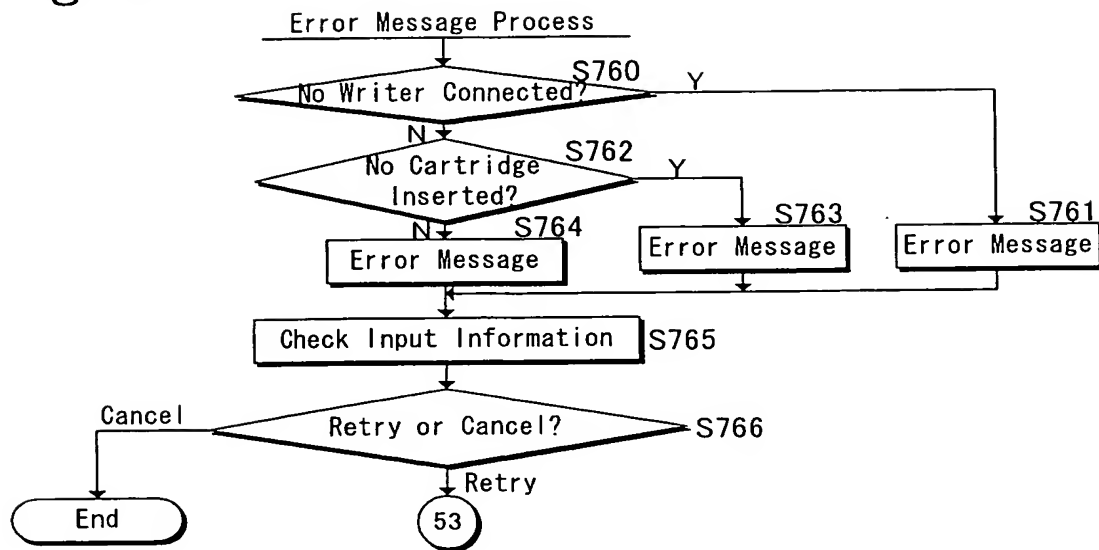 Error Message Process
S760
No Writer Connected?
Y
N
S762
No Cartridge
Inserted?
Y
N
S764
S763
S761
Error Message
Error Message
Error Message
Check Input Information
S765
Cancel
Retry or Cancel?
S766
Retry
End
53